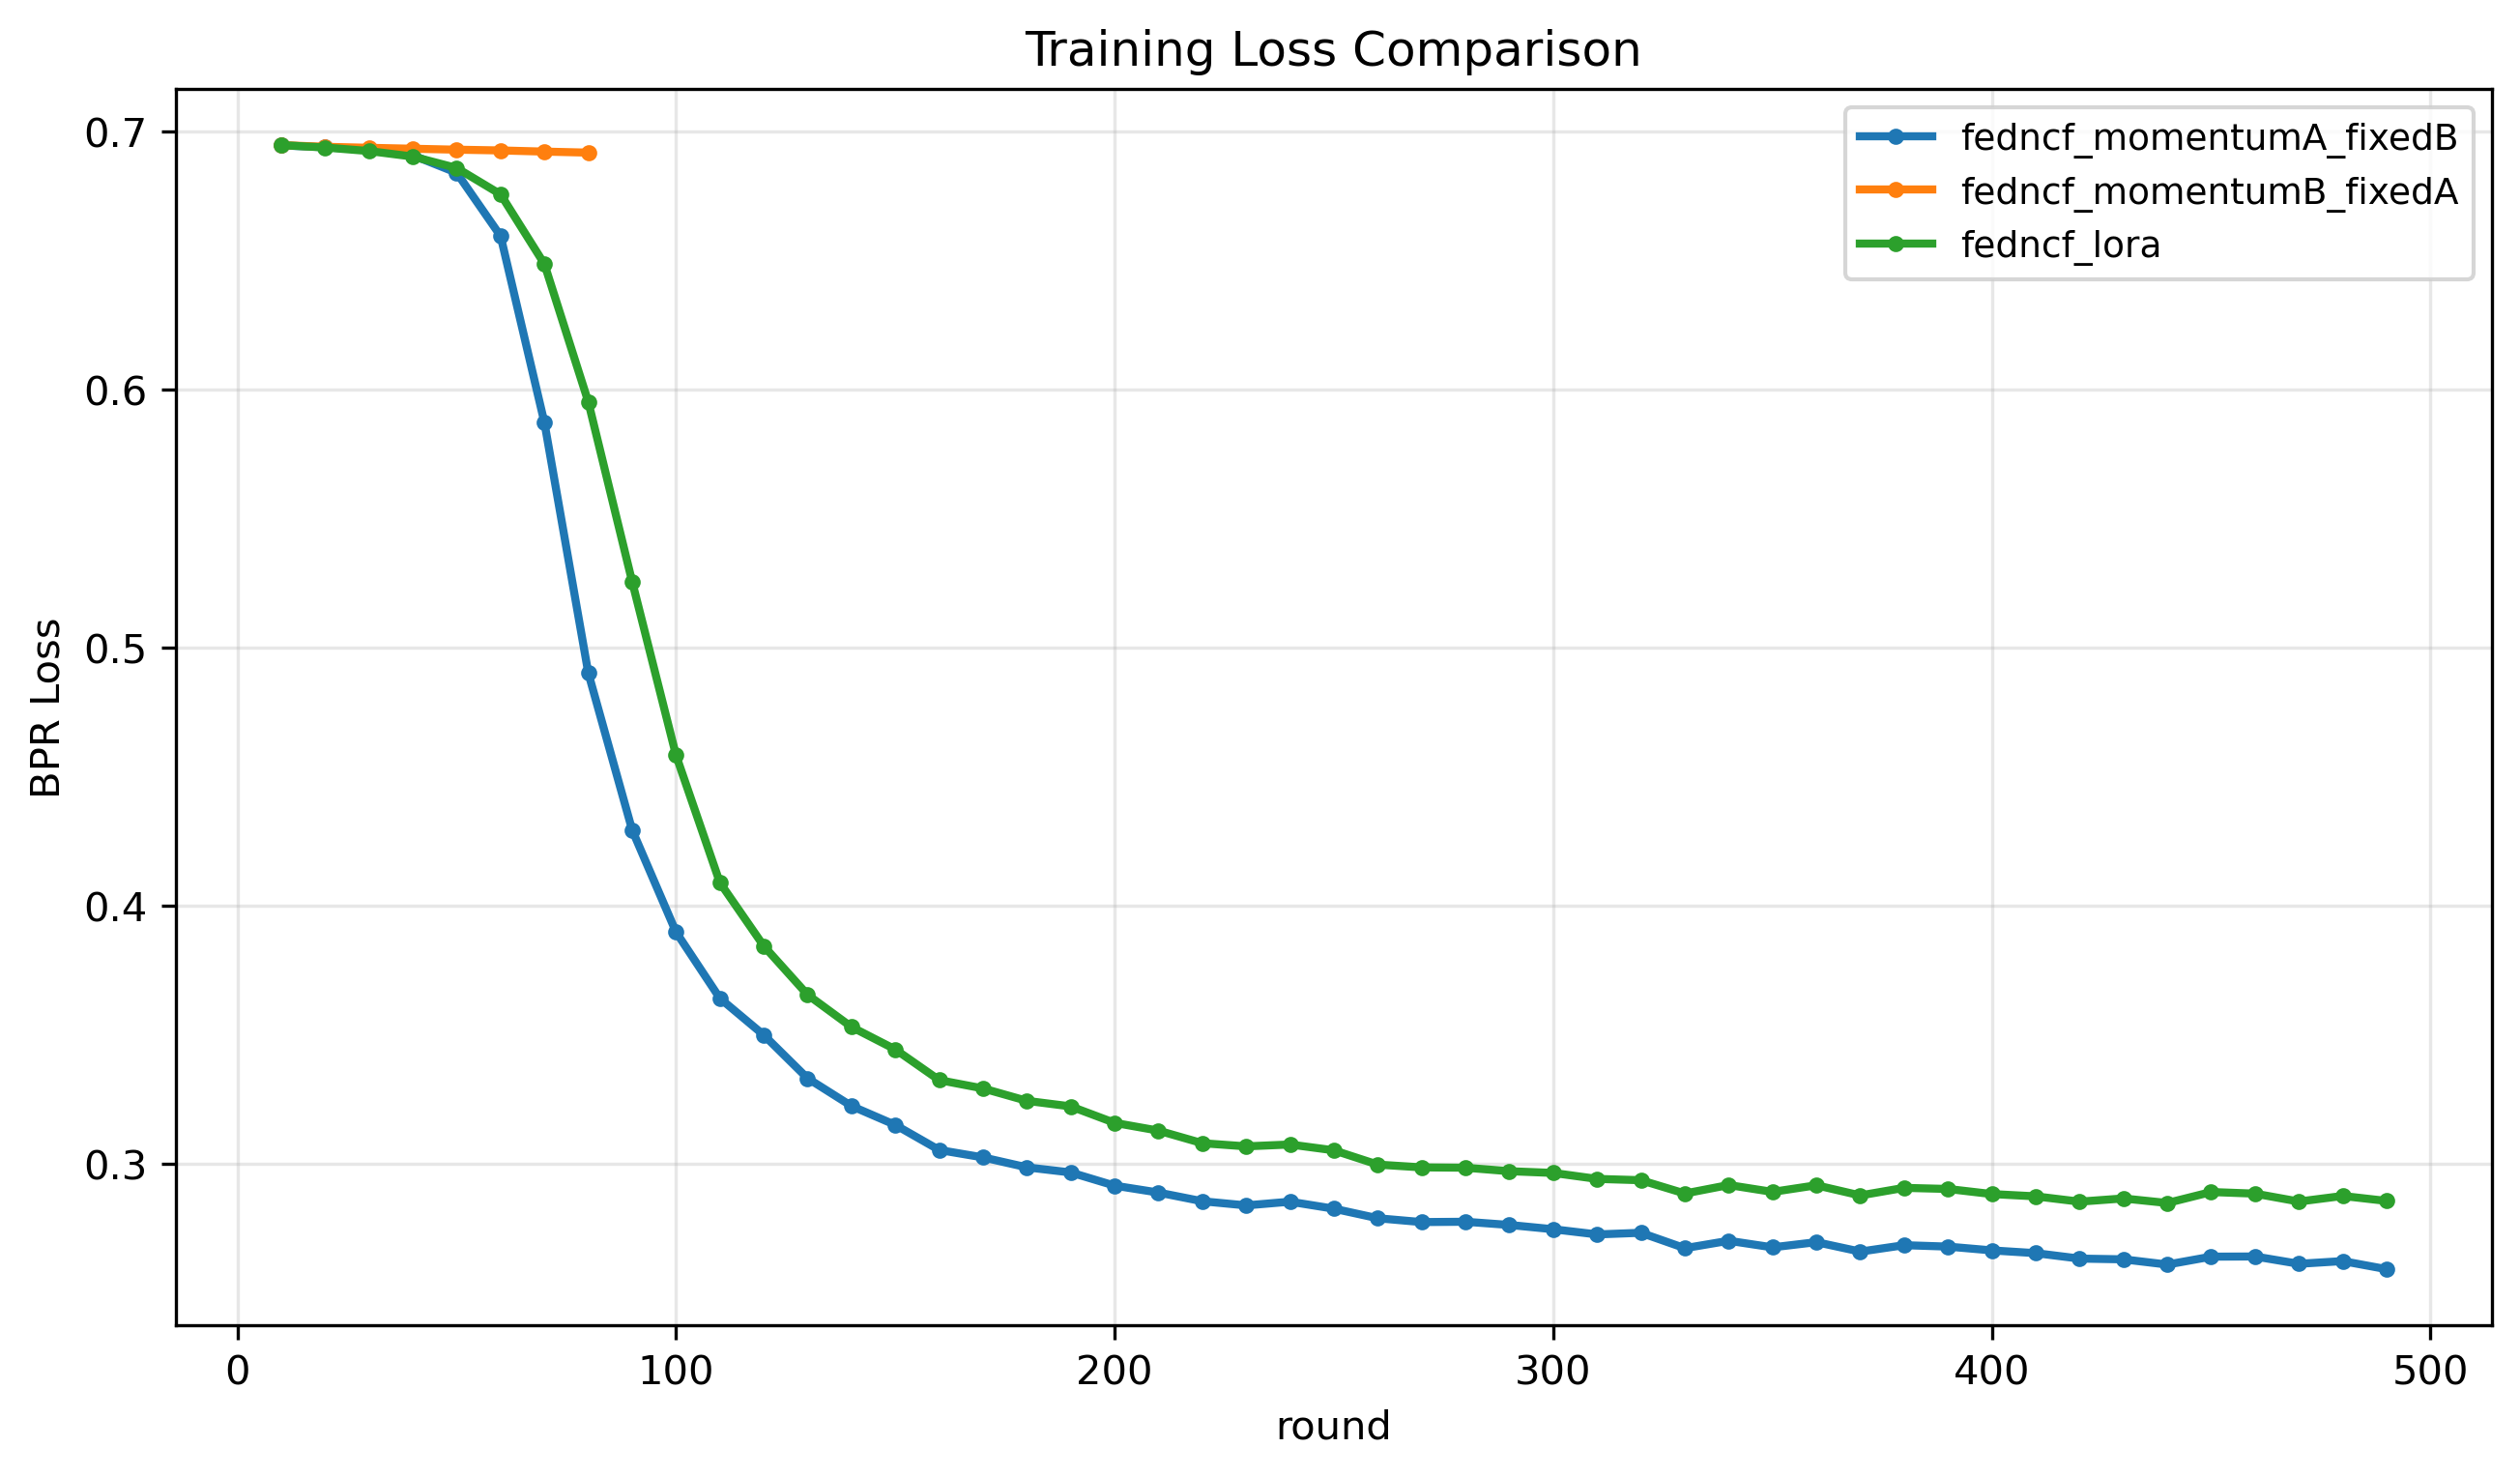 Training Loss Comparison
fedncf_momentumA_fixedB
fedncf_momentumB_fixedA
fedncf_lora
BPR Loss
0.7
0.6
0.5
0.4
0.3
0 100 200 300 400 500
round